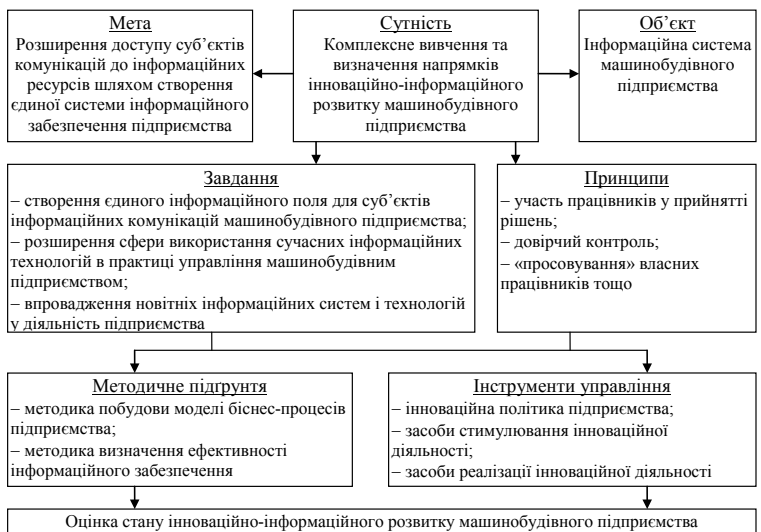 Мета
Розширення доступу суб’єктів
комунікацій до інформаційних
ресурсів шляхом створення
єдиної системи інформаційного
забезпечення підприємства
Сутність
Комплексне вивчення та
визначення напрямків
інноваційно-інформаційного
розвитку машинобудівного
підприємства
Об’єкт
Інформаційна система
машинобудівного
підприємства
Завдання
– створення єдиного інформаційного поля для суб’єктів
інформаційних комунікацій машинобудівного підприємства;
– розширення сфери використання сучасних інформаційних
технологій в практиці управління машинобудівним
підприємством;
– впровадження новітніх інформаційних систем і технологій
у діяльність підприємства
Принципи
– участь працівників у прийнятті
рішень;
– довірчий контроль;
– «просовування» власних
працівників тощо
Методичне підґрунтя
– методика побудови моделі бізнес-процесів
підприємства;
– методика визначення ефективності
інформаційного забезпечення
Інструменти управління
– інноваційна політика підприємства;
– засоби стимулювання інноваційної
діяльності;
– засоби реалізації інноваційної діяльності
Оцінка стану інноваційно-інформаційного розвитку машинобудівного підприємства